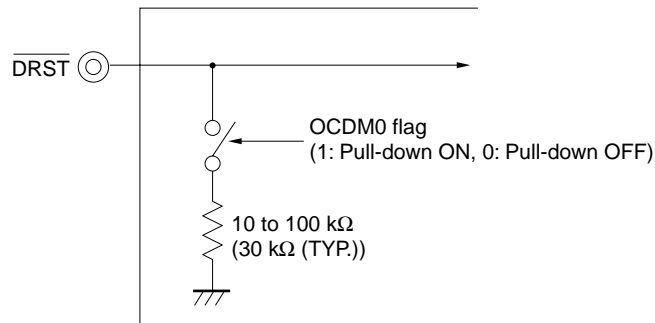 DRST
OCDM0 flag
(1: Pull-down ON, 0: Pull-down OFF)
10 to 100 kΩ
(30 kΩ (TYP.))